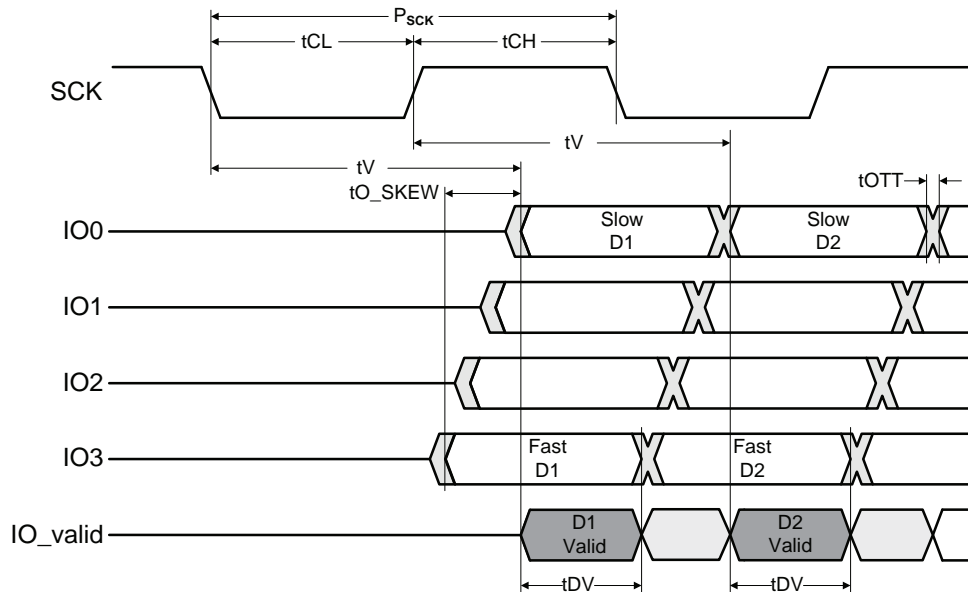 PSCK
tCL
tCH
SCK
tV
tV
tO_SKEW
tOTT
IO0
Slow
D1
Slow
D2
IO1
IO2
IO3
Fast
D1
Fast
D2
IO_valid
D1
Valid
D2
Valid
tDV
tDV